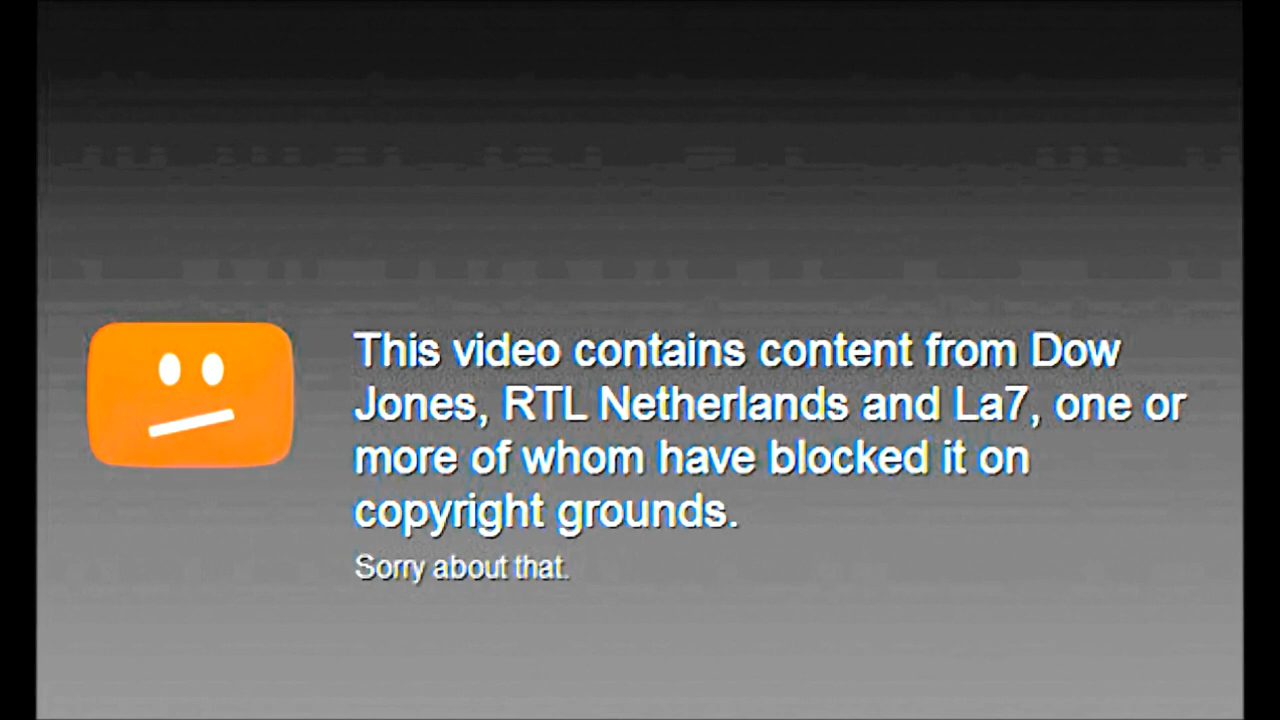 This video contains content from Dow
Jones, RTL Netherlands and La7, one or
more of whom have blocked it on
copyright grounds.
Sorry about that.